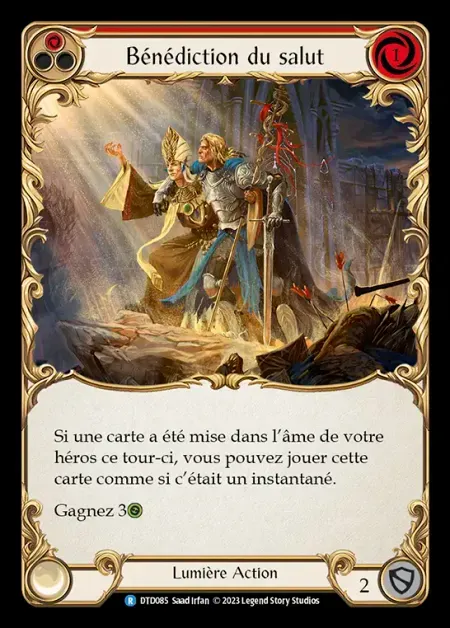 Bénédiction du salut
1
Si une carte a été mise dans l'âme de votre
héros ce tour-ci, vous pouvez jouer cette
carte comme si c'était un instantané.
Gagnez 3
Lumière Action
2
R DTD085 Saad Irfan © 2023 Legend Story Studios